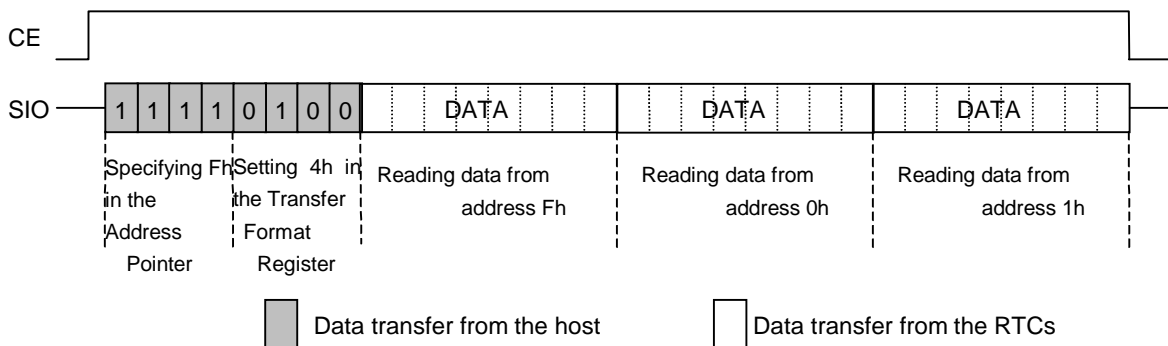 CE
SIO 1 1 1 1 0 1 0 0 DATA DATA DATA
Specifying Fh Setting 4h in Reading data from Reading data from Reading data from
in the the Transfer address Fh address 0h address 1h
Address Format
Pointer Register
Data transfer from the host Data transfer from the RTCs